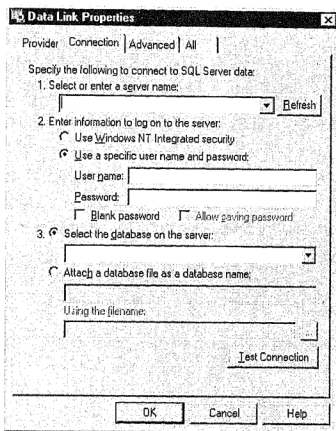 Data Link Properties
Provider Connection Advanced All
Specify the following to connect to SQL Server data:
1. Select or enter a server name:
Refresh
2. Enter information to log on to the server:
Use Windows NT Integrated security
Use a specific user name and password:
User name:
Password:
Blank password Allow saving password
3. Select the database on the server:
Attach a database file as a database name:
Using the filename:
...
Test Connection
OK Cancel Help